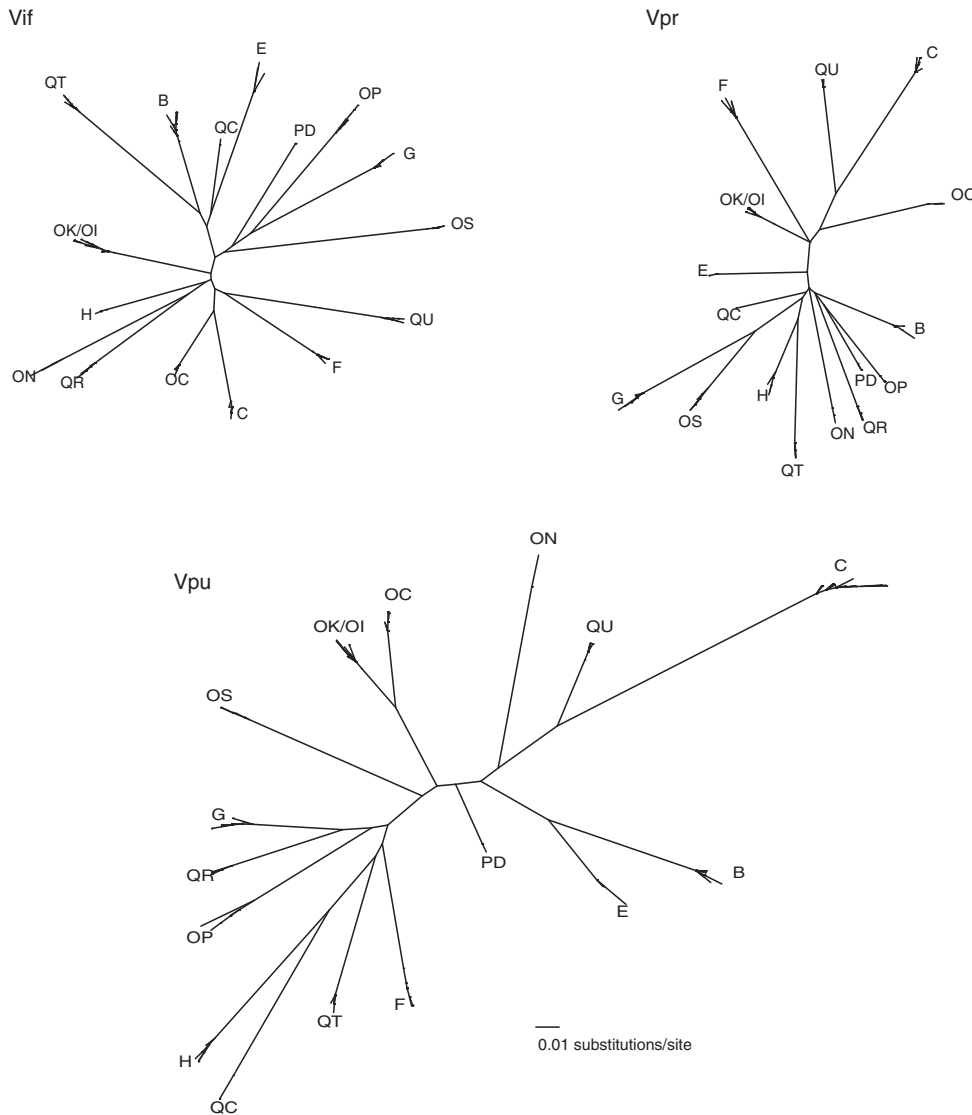 Vif
Vpr
E
QT
B
OP
QC
PD
G
OS
OK/OI
H
QU
ON
QR
OC
F
C
C
QU
F
OC
OK/OI
E
QC
B
PD
OP
G
H
OS
ON
QR
QT
Vpu
ON
C
OC
OK/OI
QU
OS
G
PD
QR
B
E
OP
F
QT
H
QC
0.01 substitutions/site